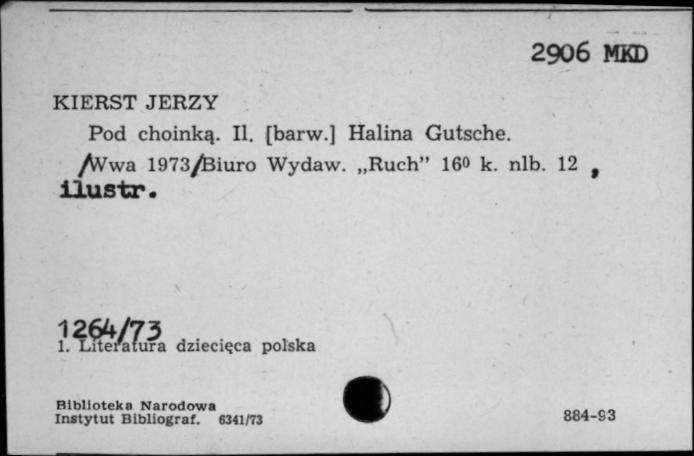 2906 MKD
KIERST JERZY
Pod choinką. Il. [barw.] Halina Gutsche.
/Wwa 1973/Biuro Wydaw. „Ruch” 16⁰ k. nlb. 12 ,
ilustr.
1264/73
1. Literatura dziecięca polska
Biblioteka Narodowa
Instytut Bibliograf. 6341/73
884-93